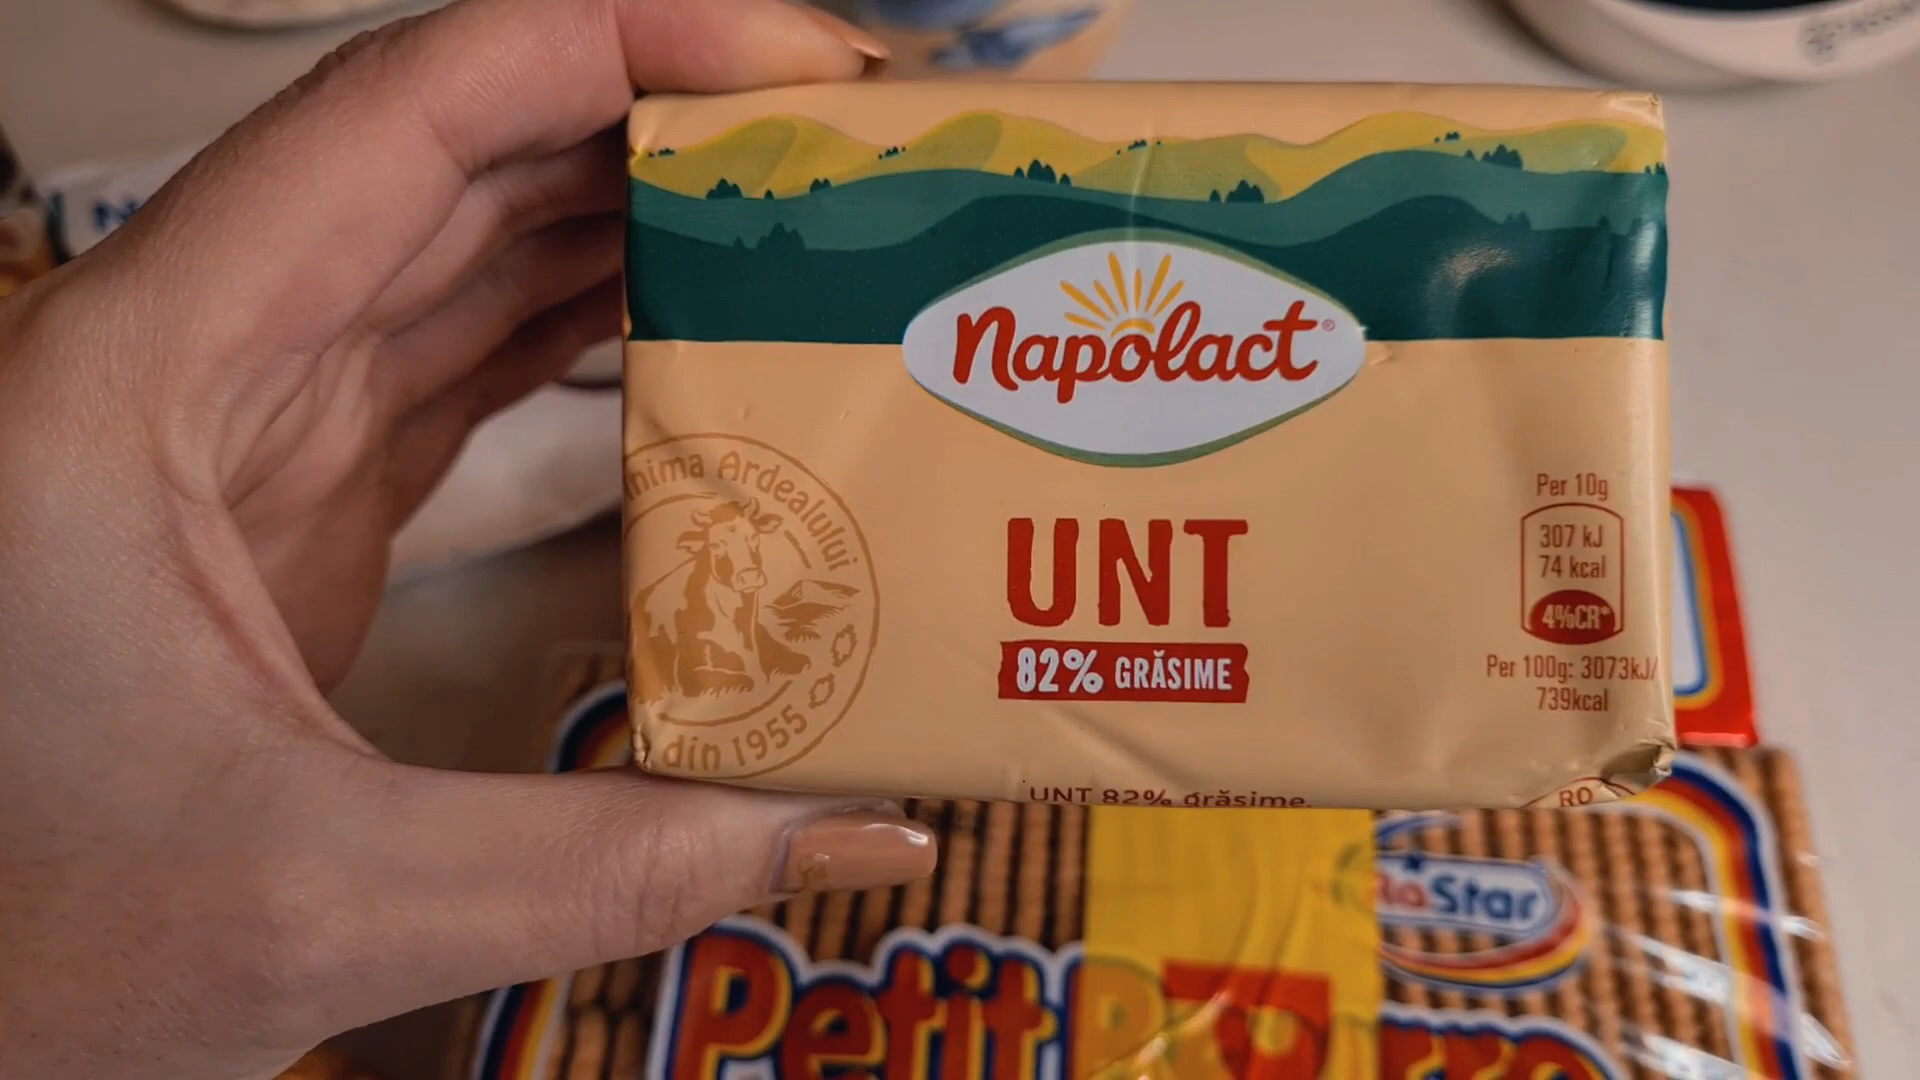 Napolact®
Ardealului
din 1955
UNT
82% GRĂSIME
Per 10g
307 kJ
74 kcal
4%CR*
Per 100g: 3073kJ/
739kcal
UNT 82% grăsime.
RO
Star
Petit